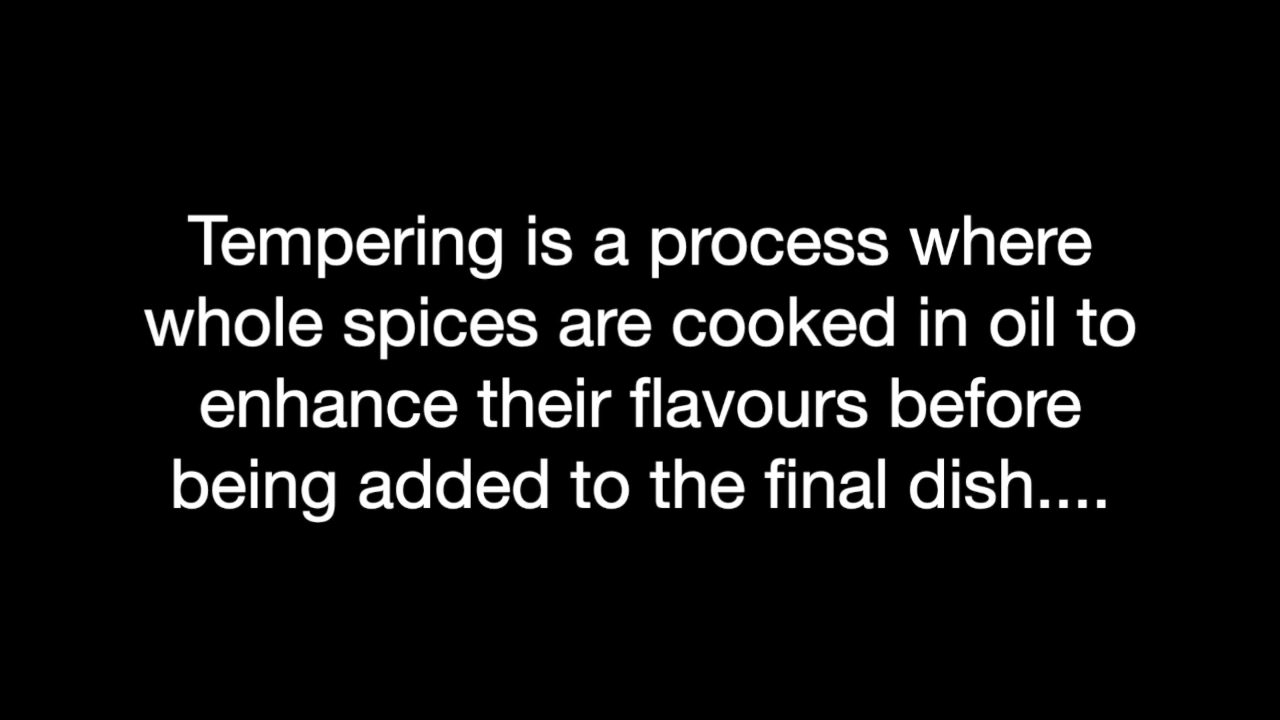 Tempering is a process where
whole spices are cooked in oil to
enhance their flavours before
being added to the final dish....